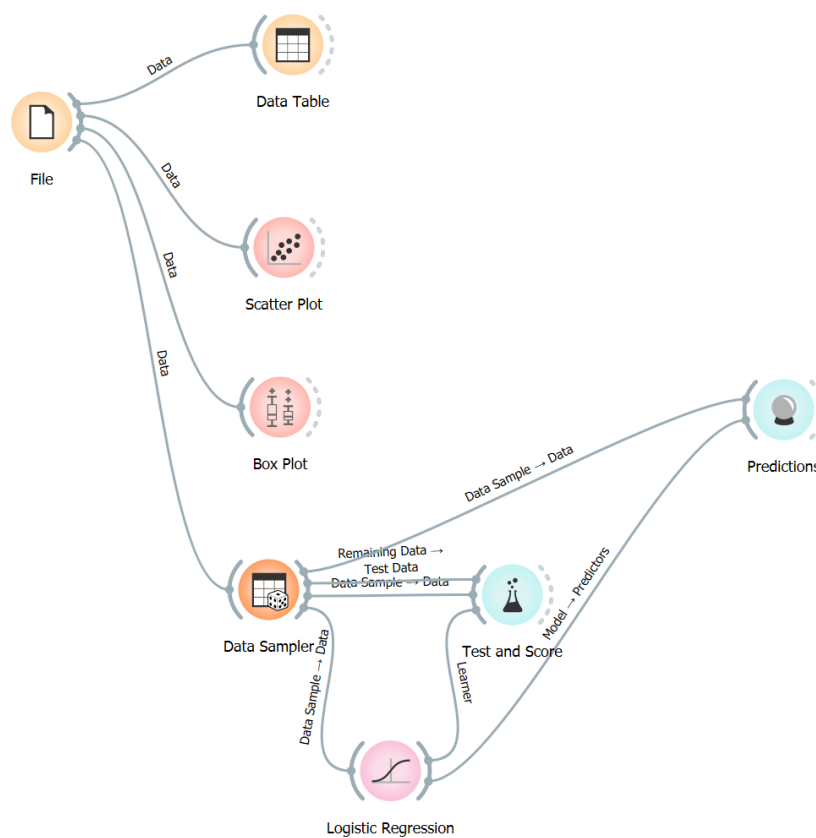 Data
Data Table
File
Data
Scatter Plot
Data
Data
Box Plot
Data Sample → Data
Predictions
Remaining Data →
Test Data
Data Sample → Data
Data Sampler
Test and Score
Data Sample → Data
Learner
Model → Predictors
Logistic Regression